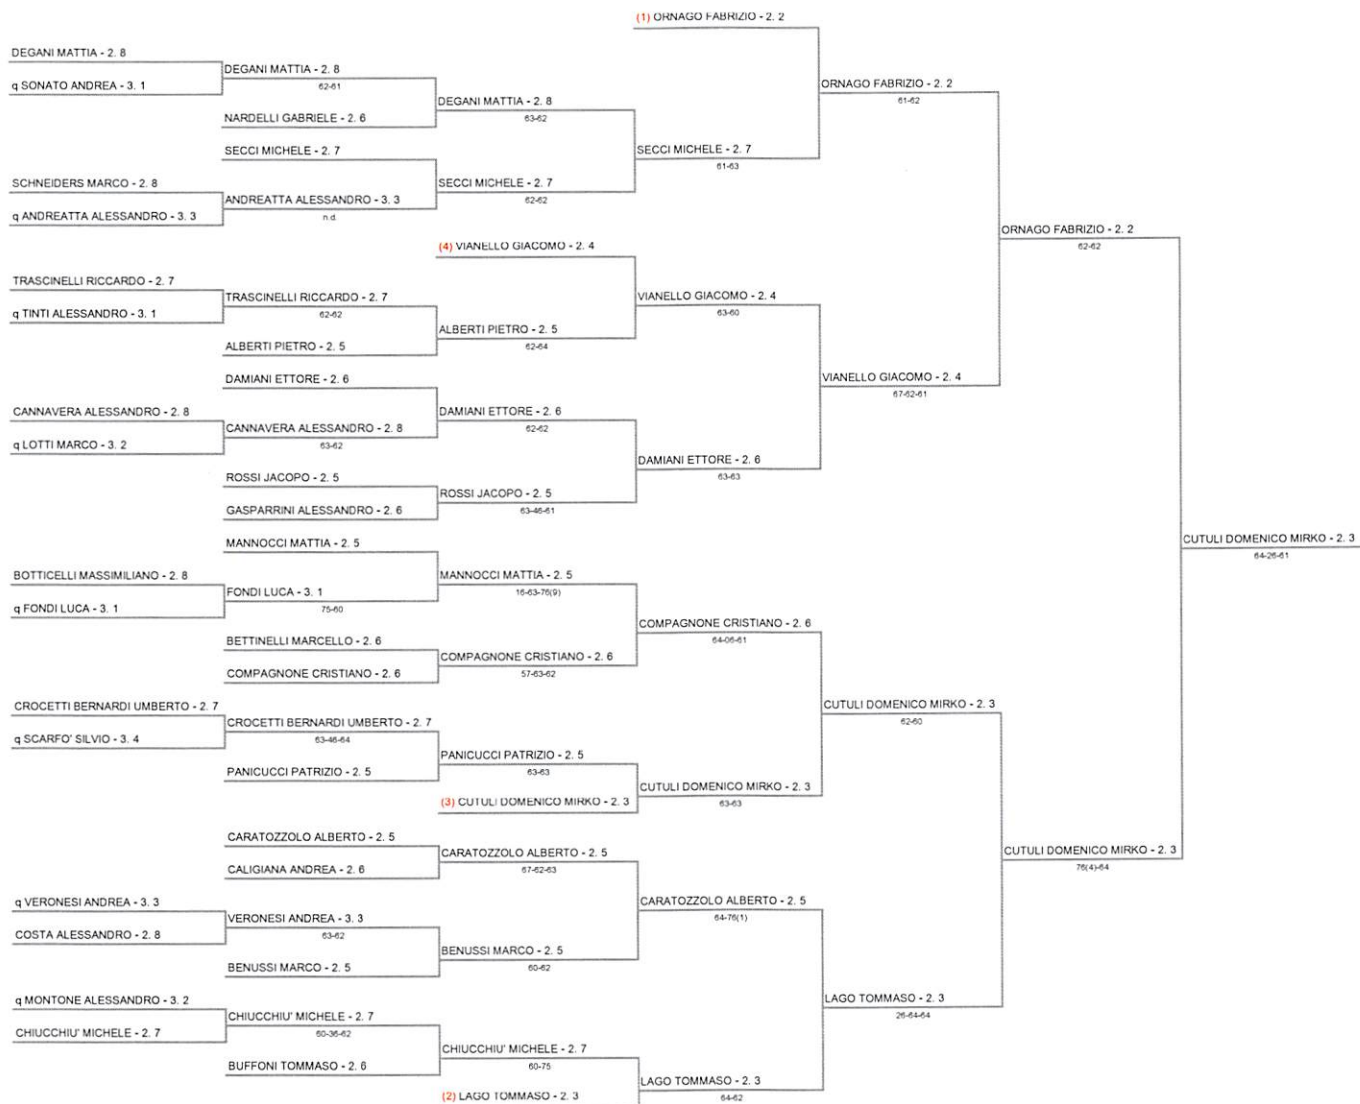 (1) ORNAGO FABRIZIO - 2. 2
DEGANI MATTIA - 2. 8
q SONATO ANDREA - 3. 1
DEGANI MATTIA - 2. 8
62-61
NARDELLI GABRIELE - 2. 6
DEGANI MATTIA - 2. 8
63-62
SECCI MICHELE - 2. 7
SCHNEIDERS MARCO - 2. 8
q ANDREATTA ALESSANDRO - 3. 3
ANDREATTA ALESSANDRO - 3. 3
n.d.
SECCI MICHELE - 2. 7
62-62
SECCI MICHELE - 2. 7
61-63
ORNAGO FABRIZIO - 2. 2
61-62
(4) VIANELLO GIACOMO - 2. 4
TRASCINELLI RICCARDO - 2. 7
q TINTI ALESSANDRO - 3. 1
TRASCINELLI RICCARDO - 2. 7
62-62
ALBERTI PIETRO - 2. 5
ALBERTI PIETRO - 2. 5
62-64
VIANELLO GIACOMO - 2. 4
63-60
DAMIANI ETTORE - 2. 6
CANNAVERA ALESSANDRO - 2. 8
q LOTTI MARCO - 3. 2
CANNAVERA ALESSANDRO - 2. 8
63-62
DAMIANI ETTORE - 2. 6
62-62
ROSSI JACOPO - 2. 5
GASPARRINI ALESSANDRO - 2. 6
ROSSI JACOPO - 2. 5
63-46-61
DAMIANI ETTORE - 2. 6
63-63
VIANELLO GIACOMO - 2. 4
67-62-61
ORNAGO FABRIZIO - 2. 2
62-62
MANNOCCI MATTIA - 2. 5
BOTTICELLI MASSIMILIANO - 2. 8
q FONDI LUCA - 3. 1
FONDI LUCA - 3. 1
75-60
MANNOCCI MATTIA - 2. 5
16-63-76(9)
BETTINELLI MARCELLO - 2. 6
COMPAGNONE CRISTIANO - 2. 6
COMPAGNONE CRISTIANO - 2. 6
57-63-62
COMPAGNONE CRISTIANO - 2. 6
64-06-61
CROCETTI BERNARDI UMBERTO - 2. 7
q SCARFO' SILVIO - 3. 4
CROCETTI BERNARDI UMBERTO - 2. 7
63-46-64
PANICUCCI PATRIZIO - 2. 5
PANICUCCI PATRIZIO - 2. 5
63-63
(3) CUTULI DOMENICO MIRKO - 2. 3
CUTULI DOMENICO MIRKO - 2. 3
63-63
CUTULI DOMENICO MIRKO - 2. 3
62-60
CARATOZZOLO ALBERTO - 2. 5
CALIGIANA ANDREA - 2. 6
CARATOZZOLO ALBERTO - 2. 5
67-62-63
q VERONESI ANDREA - 3. 3
COSTA ALESSANDRO - 2. 8
VERONESI ANDREA - 3. 3
63-62
BENUSSI MARCO - 2. 5
BENUSSI MARCO - 2. 5
60-62
CARATOZZOLO ALBERTO - 2. 5
64-76(1)
q MONTONE ALESSANDRO - 3. 2
CHIUCCHIU' MICHELE - 2. 7
CHIUCCHIU' MICHELE - 2. 7
60-36-62
BUFFONI TOMMASO - 2. 6
CHIUCCHIU' MICHELE - 2. 7
60-75
(2) LAGO TOMMASO - 2. 3
LAGO TOMMASO - 2. 3
64-62
LAGO TOMMASO - 2. 3
26-64-64
CUTULI DOMENICO MIRKO - 2. 3
76(4)-64
CUTULI DOMENICO MIRKO - 2. 3
64-26-61